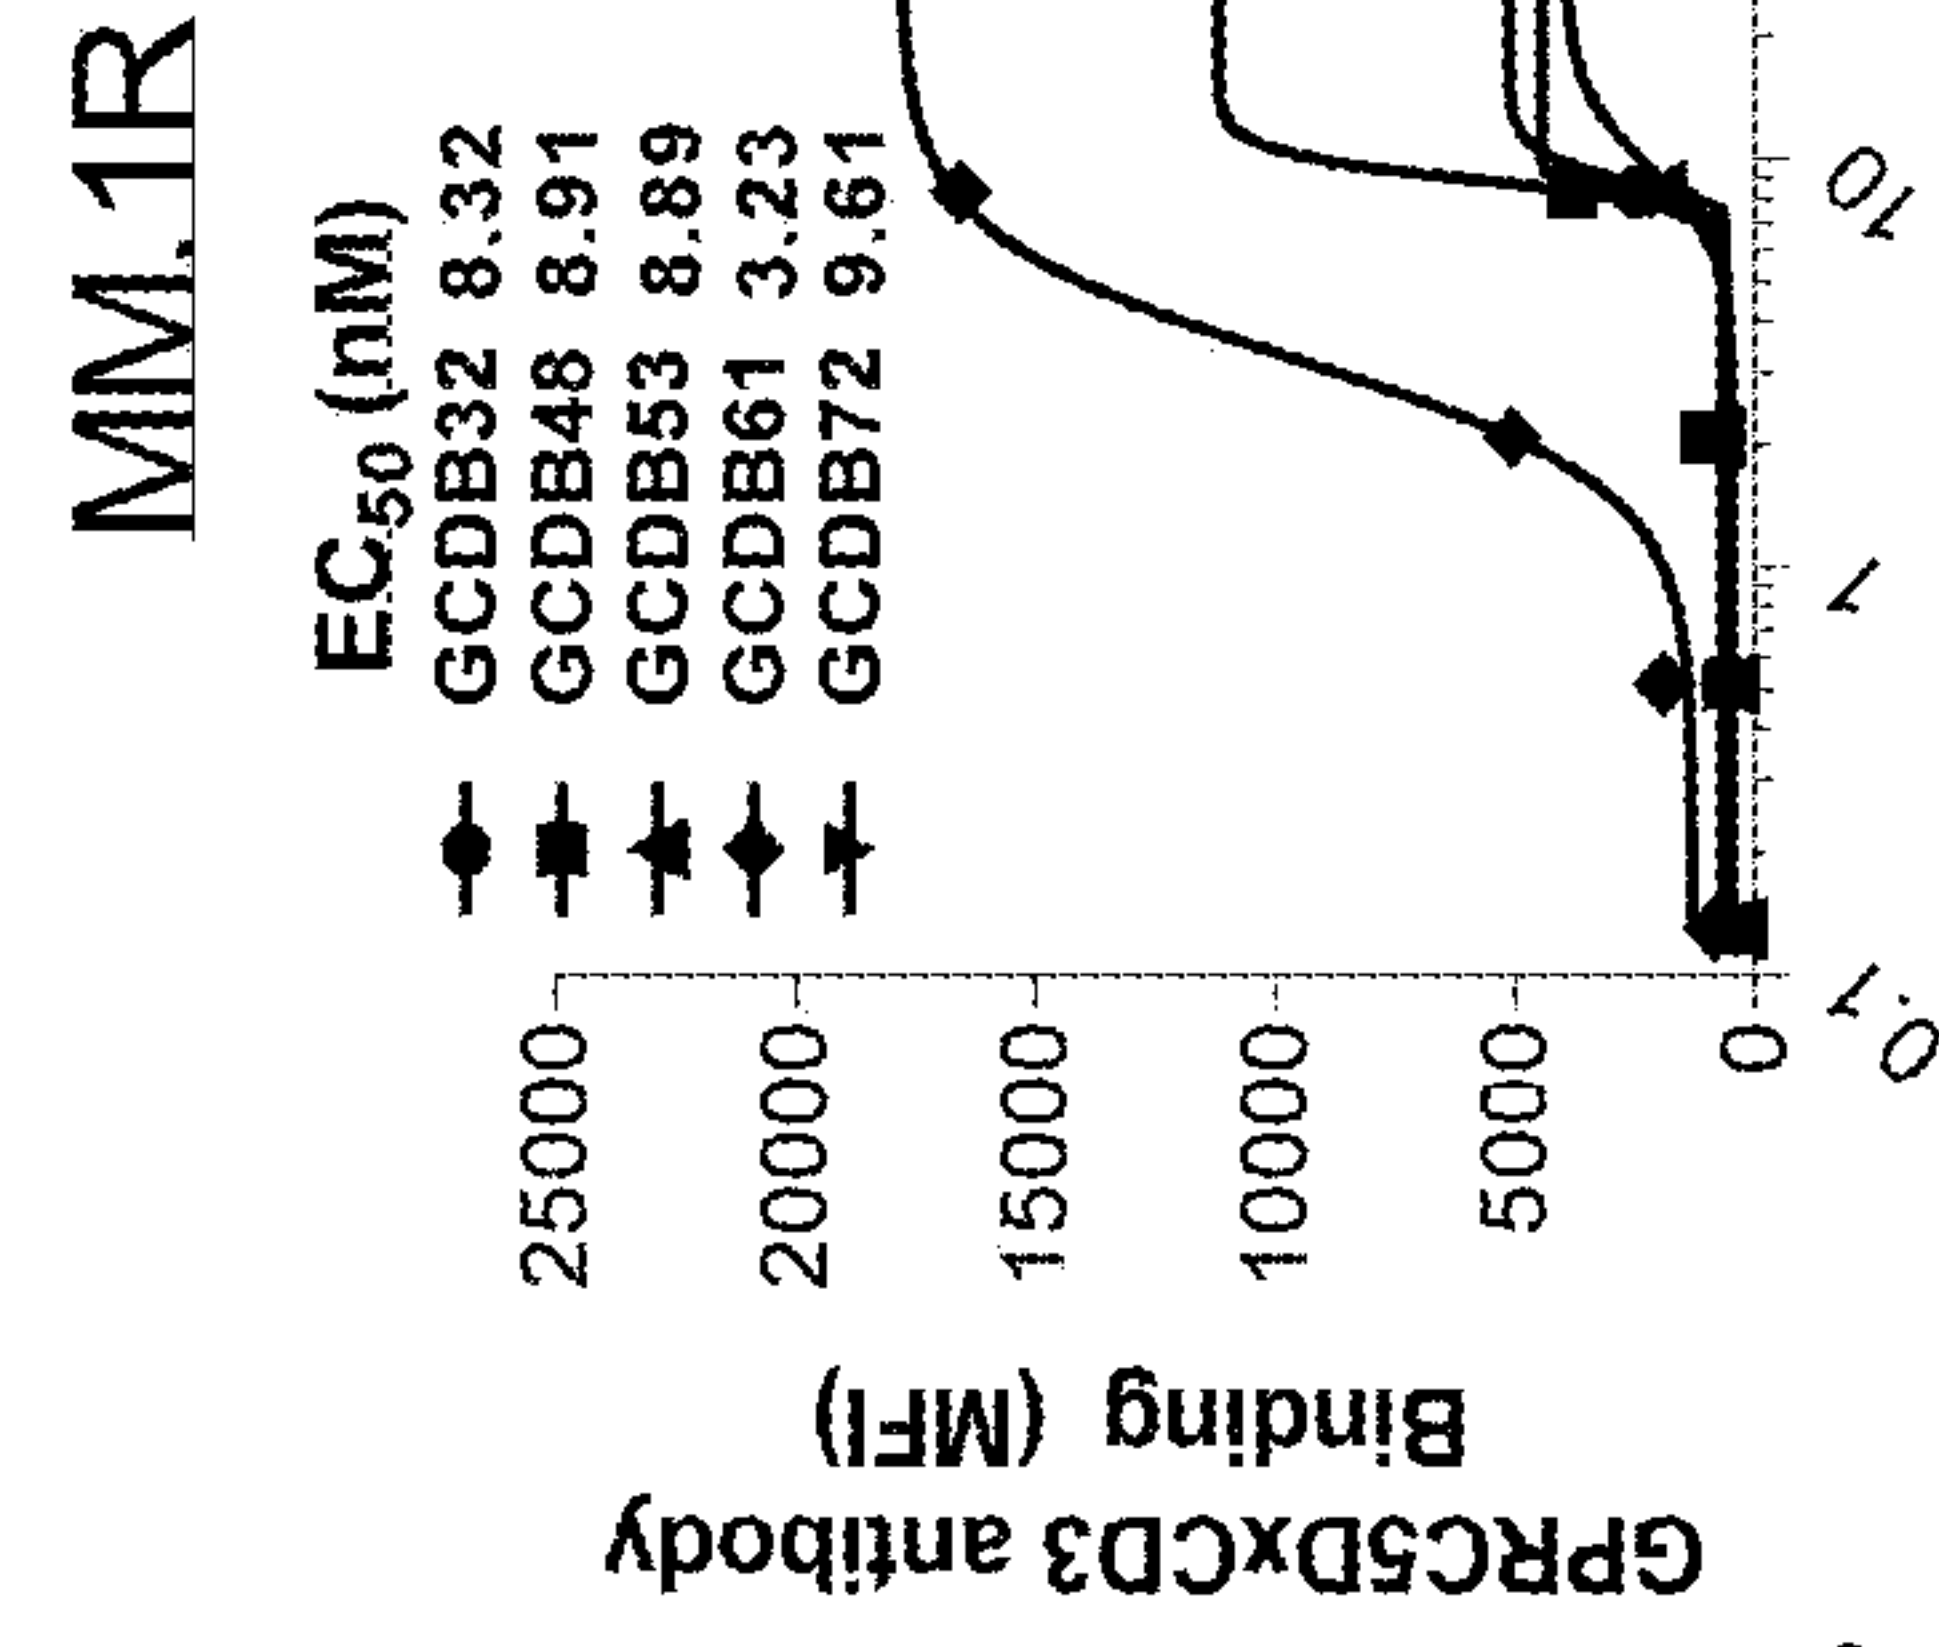 MM.1R
EC50 (nM)
GCDB32 8.32
GCDB48 8.91
GCDB53 8.89
GCDB61 3.23
GCDB72 9.61
25000
20000
15000
10000
5000
0
0.1
1
10
GPRC5DxCD3 antibody
Binding (MFI)